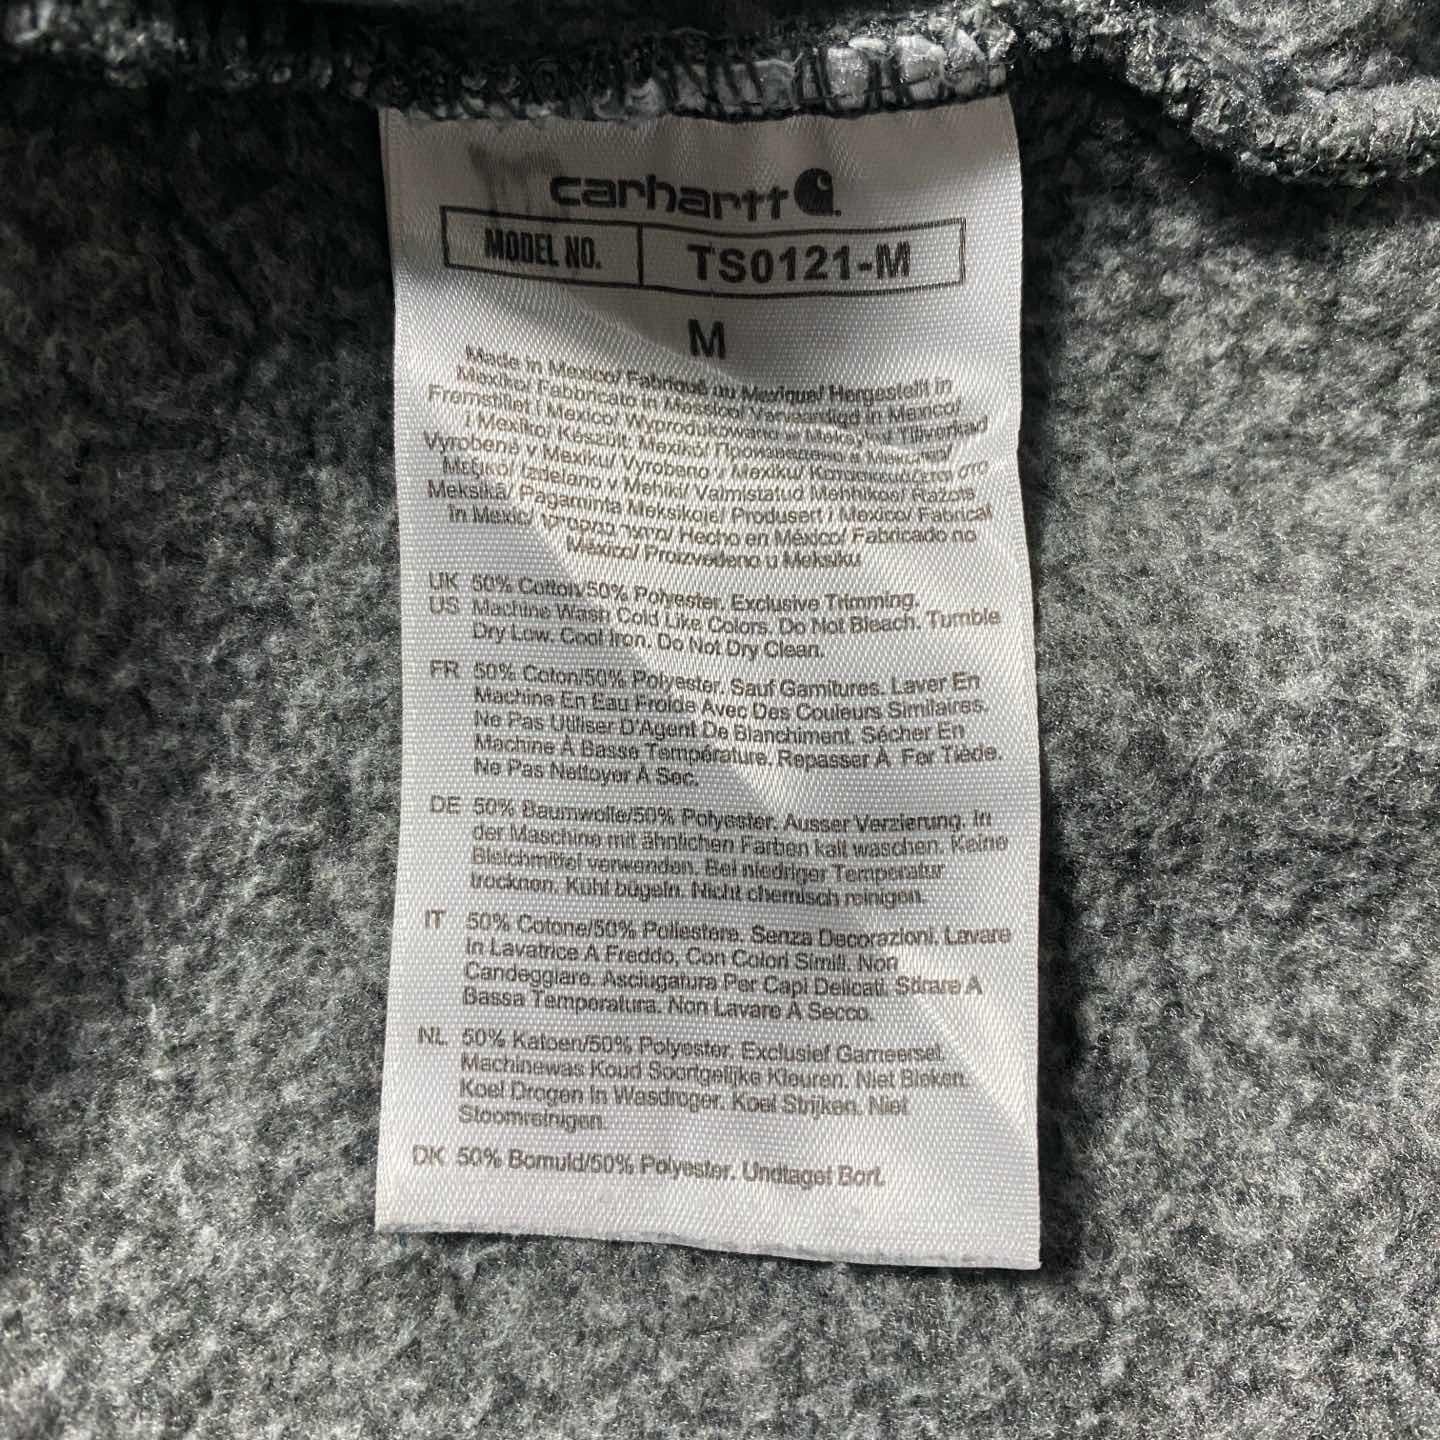 carhartt
MODEL NO. TS0121-M
M
Made in Mexico/ Fabriqué au Mexique/ Hergestellt in
Mexiko/ Fabbricato in Messico/ Vervaardigd in Mexico/
Fremstillet i Mexico/ Wyprodukowano w Meksyku/ Tillverkad
i Mexiko/ Készült: Mexikó/ Произведено в
Vyrobené v Mexiku/ Vyrobeno v Mexiku/ Κατασκευάζεται στο
Μεξικό/ Izdelano v Mehiki/ Valmistatud Mehhikos/ Ražots
Meksikā/ Pagaminta Meksikoje/ Produsert i Mexico/ Fabricat
în Mexic/ מיוצר במקסיקו/ Hecho en México/ Fabricado no
México/ Proizvedeno u Meksiku
UK 50% Cotton/50% Polyester. Exclusive Trimming.
US Machine Wash Cold Like Colors. Do Not Bleach. Tumble
Dry Low. Cool Iron. Do Not Dry Clean.
FR 50% Coton/50% Polyester. Sauf Garnitures. Laver En
Machine En Eau Froide Avec Des Couleurs Similaires.
Ne Pas Utiliser D'Agent De Blanchiment. Sécher En
Machine À Basse Température. Repasser À Fer Tiède.
Ne Pas Nettoyer À Sec.
DE 50% Baumwolle/50% Polyester. Ausser Verzierung. In
der Maschine mit ähnlichen Farben kalt waschen. Keine
Bleichmittel verwenden. Bei niedriger Temperatur
trocknen. Kühl bügeln. Nicht chemisch reinigen.
IT 50% Cotone/50% Poliestere. Senza Decorazioni. Lavare
In Lavatrice A Freddo, Con Colori Simili. Non
Candeggiare. Asciugatura Per Capi Delicati. Stirare A
Bassa Temperatura. Non Lavare À Secco.
NL 50% Katoen/50% Polyester. Exclusief Garneersel.
Machinewas Koud Soortgelijke Kleuren. Niet Bleken.
Koel Drogen In Wasdroger. Koel Strijken. Niet
Stoomreinigen.
DK 50% Bomuld/50% Polyester. Undtaget Bort.